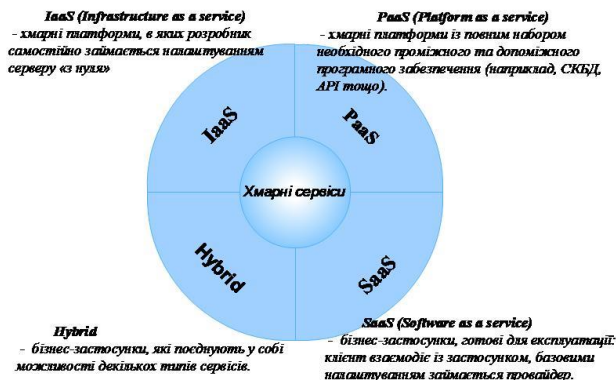 IaaS (Infrastructure as a service)
- хмарні платформи, в яких розробник
самостійно займається налаштуванням
серверу «з нуля»
PaaS (Platform as a service)
- хмарні платформи із повним набором
необхідного проміжного та допоміжного
програмного забезпечення (наприклад, СКБД,
API тощо).
IaaS
PaaS
Хмарні сервіси
Hybrid
SaaS
Hybrid
- бізнес-застосунки, які поєднують у собі
можливості декількох типів сервісів.
SaaS (Software as a service)
- бізнес-застосунки, готові для експлуатації:
клієнт взаємодіє із застосунком, базовими
налаштуванням займається провайдер.